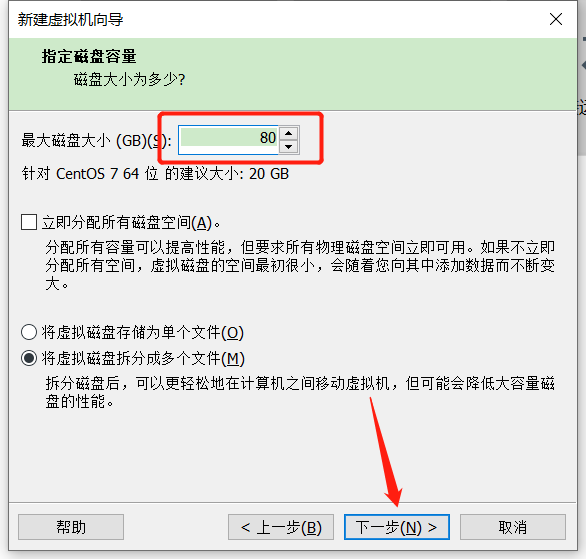 新建虚拟机向导
指定磁盘容量
磁盘大小为多少?
最大磁盘大小 (GB)(S): 80
针对 CentOS 7 64 位 的建议大小: 20 GB
立即分配所有磁盘空间(A)。
分配所有容量可以提高性能，但要求所有物理磁盘空间立即可用。如果不立即
分配所有空间，虚拟磁盘的空间最初很小，会随着您向其中添加数据而不断变
大。
将虚拟磁盘存储为单个文件(O)
将虚拟磁盘拆分成多个文件(M)
拆分磁盘后，可以更轻松地在计算机之间移动虚拟机，但可能会降低大容量磁
盘的性能。
帮助 < 上一步(B) 下一步(N) > 取消